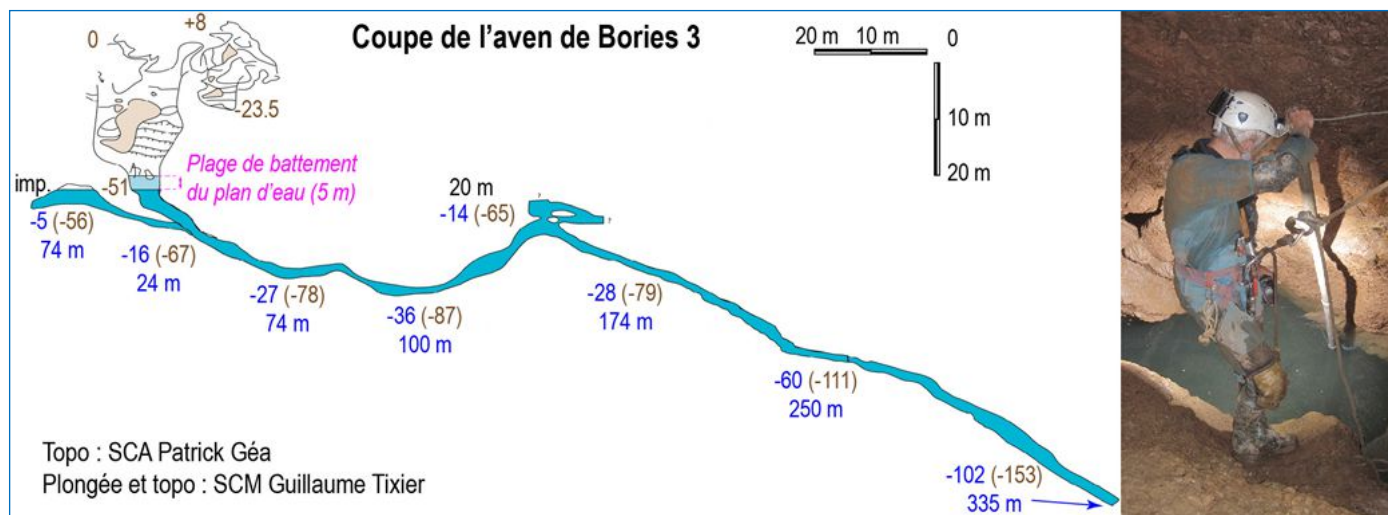 Coupe de l'aven de Bories 3
0
+8
-23.5
20 m 10 m 0
10 m
20 m
Plage de battement
du plan d'eau (5 m)
imp.
-51
-5 (-56)
74 m
-16 (-67)
24 m
-27 (-78)
74 m
-36 (-87)
100 m
20 m
-14 (-65)
?
?
-28 (-79)
174 m
-60 (-111)
250 m
-102 (-153)
335 m
Topo : SCA Patrick Géa
Plongée et topo : SCM Guillaume Tixier